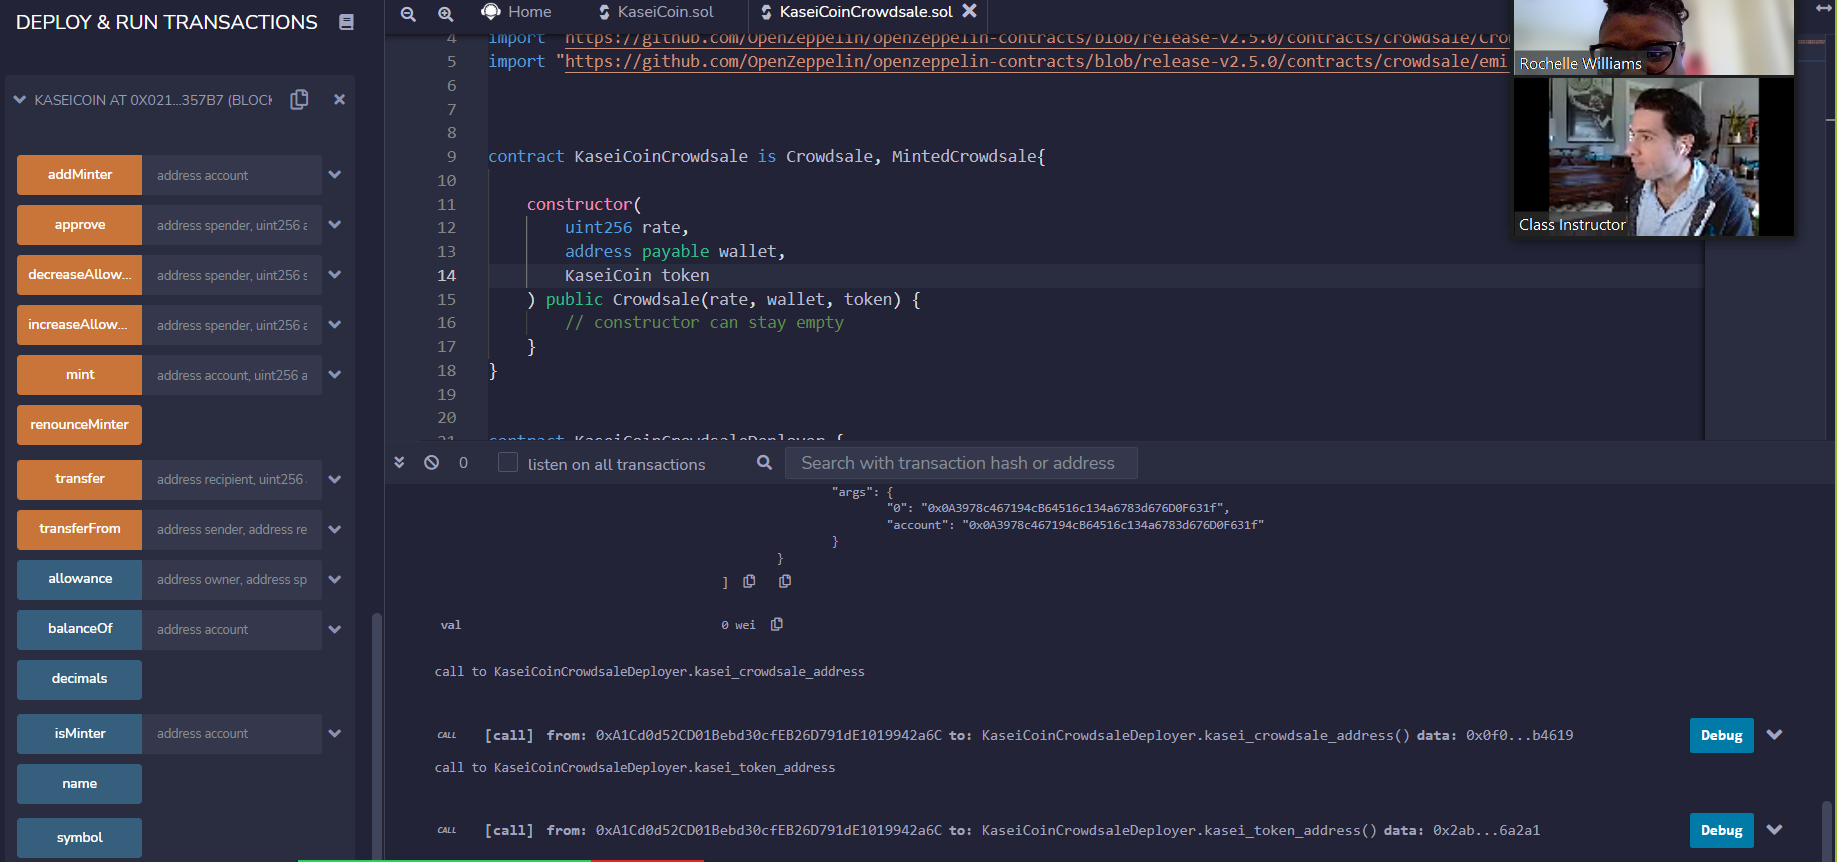 DEPLOY & RUN TRANSACTIONS
KASEICOIN AT 0X021...357B7 (BLOCK
addMinter address account
approve address spender, uint256 a
decreaseAllow... address spender, uint256 s
increaseAllow... address spender, uint256 a
mint address account, uint256 a
renounceMinter
transfer address recipient, uint256
transferFrom address sender, address re
allowance address owner, address sp
balanceOf address account
decimals
isMinter address account
name
symbol
Home KaseiCoin.sol KaseiCoinCrowdsale.sol
4 import "https://github.com/OpenZeppelin/openzeppelin-contracts/blob/release-v2.5.0/contracts/crowdsale/Cro
5 import "https://github.com/OpenZeppelin/openzeppelin-contracts/blob/release-v2.5.0/contracts/crowdsale/emi
6
7
8
9 contract KaseiCoinCrowdsale is Crowdsale, MintedCrowdsale{
10
11 constructor(
12 uint256 rate,
13 address payable wallet,
14 KaseiCoin token
15 ) public Crowdsale(rate, wallet, token) {
16 // constructor can stay empty
17 }
18 }
19
20
21 contract KaseiCoinCrowdsaleDeployer {
Rochelle Williams
Class Instructor
0 listen on all transactions Search with transaction hash or address
"args": {
"0": "0x0A3978c467194cB64516c134a6783d676D0F631f",
"account": "0x0A3978c467194cB64516c134a6783d676D0F631f"
}
}
]
val 0 wei
call to KaseiCoinCrowdsaleDeployer.kasei_crowdsale_address
CALL [call] from: 0xA1Cd0d52CD01Bebd30cfEB26D791dE1019942a6C to: KaseiCoinCrowdsaleDeployer.kasei_crowdsale_address() data: 0x0f0...b4619 Debug
call to KaseiCoinCrowdsaleDeployer.kasei_token_address
CALL [call] from: 0xA1Cd0d52CD01Bebd30cfEB26D791dE1019942a6C to: KaseiCoinCrowdsaleDeployer.kasei_token_address() data: 0x2ab...6a2a1 Debug